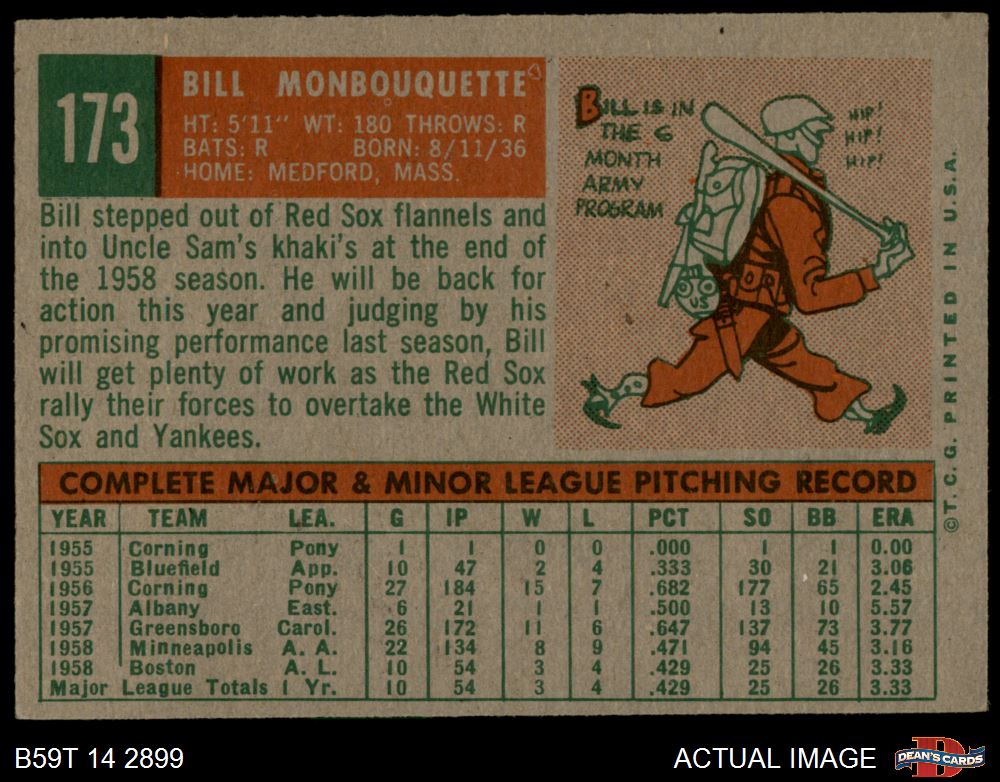 173
BILL MONBOUQUETTE
HT: 5'11" WT: 180 THROWS: R
BATS: R BORN: 8/11/36
HOME: MEDFORD, MASS.
BILL IS IN
THE 6
MONTH
ARMY
PROGRAM
HIP!
HIP!
HIP!
US
Bill stepped out of Red Sox flannels and
into Uncle Sam's khaki's at the end of
the 1958 season. He will be back for
action this year and judging by his
promising performance last season, Bill
will get plenty of work as the Red Sox
rally their forces to overtake the White
Sox and Yankees.
©T.C.G. PRINTED IN U.S.A.
COMPLETE MAJOR & MINOR LEAGUE PITCHING RECORD
YEAR TEAM LEA. G IP W L PCT SO BB ERA
1955 Corning Pony 1 1 0 0 .000 1 1 0.00
1955 Bluefield App. 10 47 2 4 .333 30 21 3.06
1956 Corning Pony 27 184 15 7 .682 177 65 2.45
1957 Albany East. 6 21 1 1 .500 13 10 5.57
1957 Greensboro Carol. 26 172 11 6 .647 137 73 3.77
1958 Minneapolis A. A. 22 134 8 9 .471 94 45 3.16
1958 Boston A. L. 10 54 3 4 .429 25 26 3.33
Major League Totals 1 Yr. 10 54 3 4 .429 25 26 3.33
B59T 14 2899
ACTUAL IMAGE
D
DEAN'S CARDS